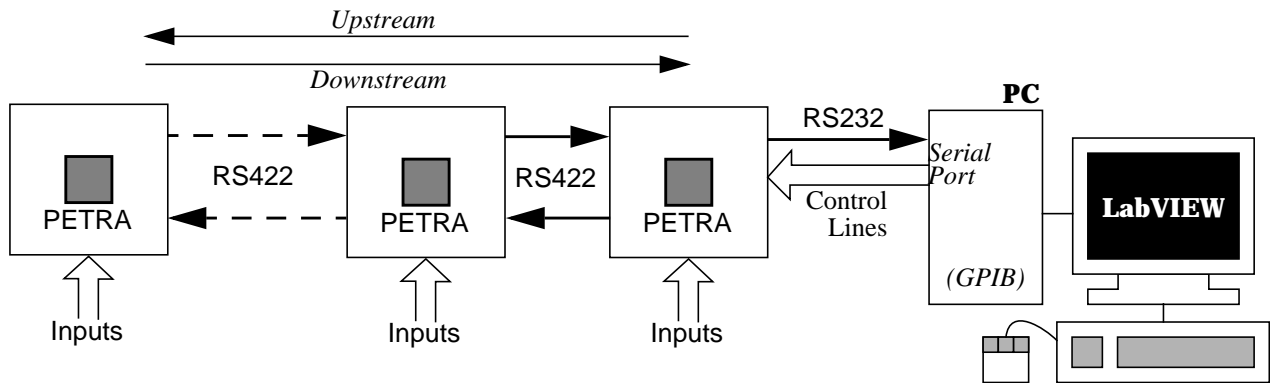 Upstream
Downstream
PC
RS232
Serial
Port
RS422
RS422
Control
Lines
LabVIEW
PETRA
PETRA
PETRA
(GPIB)
Inputs
Inputs
Inputs